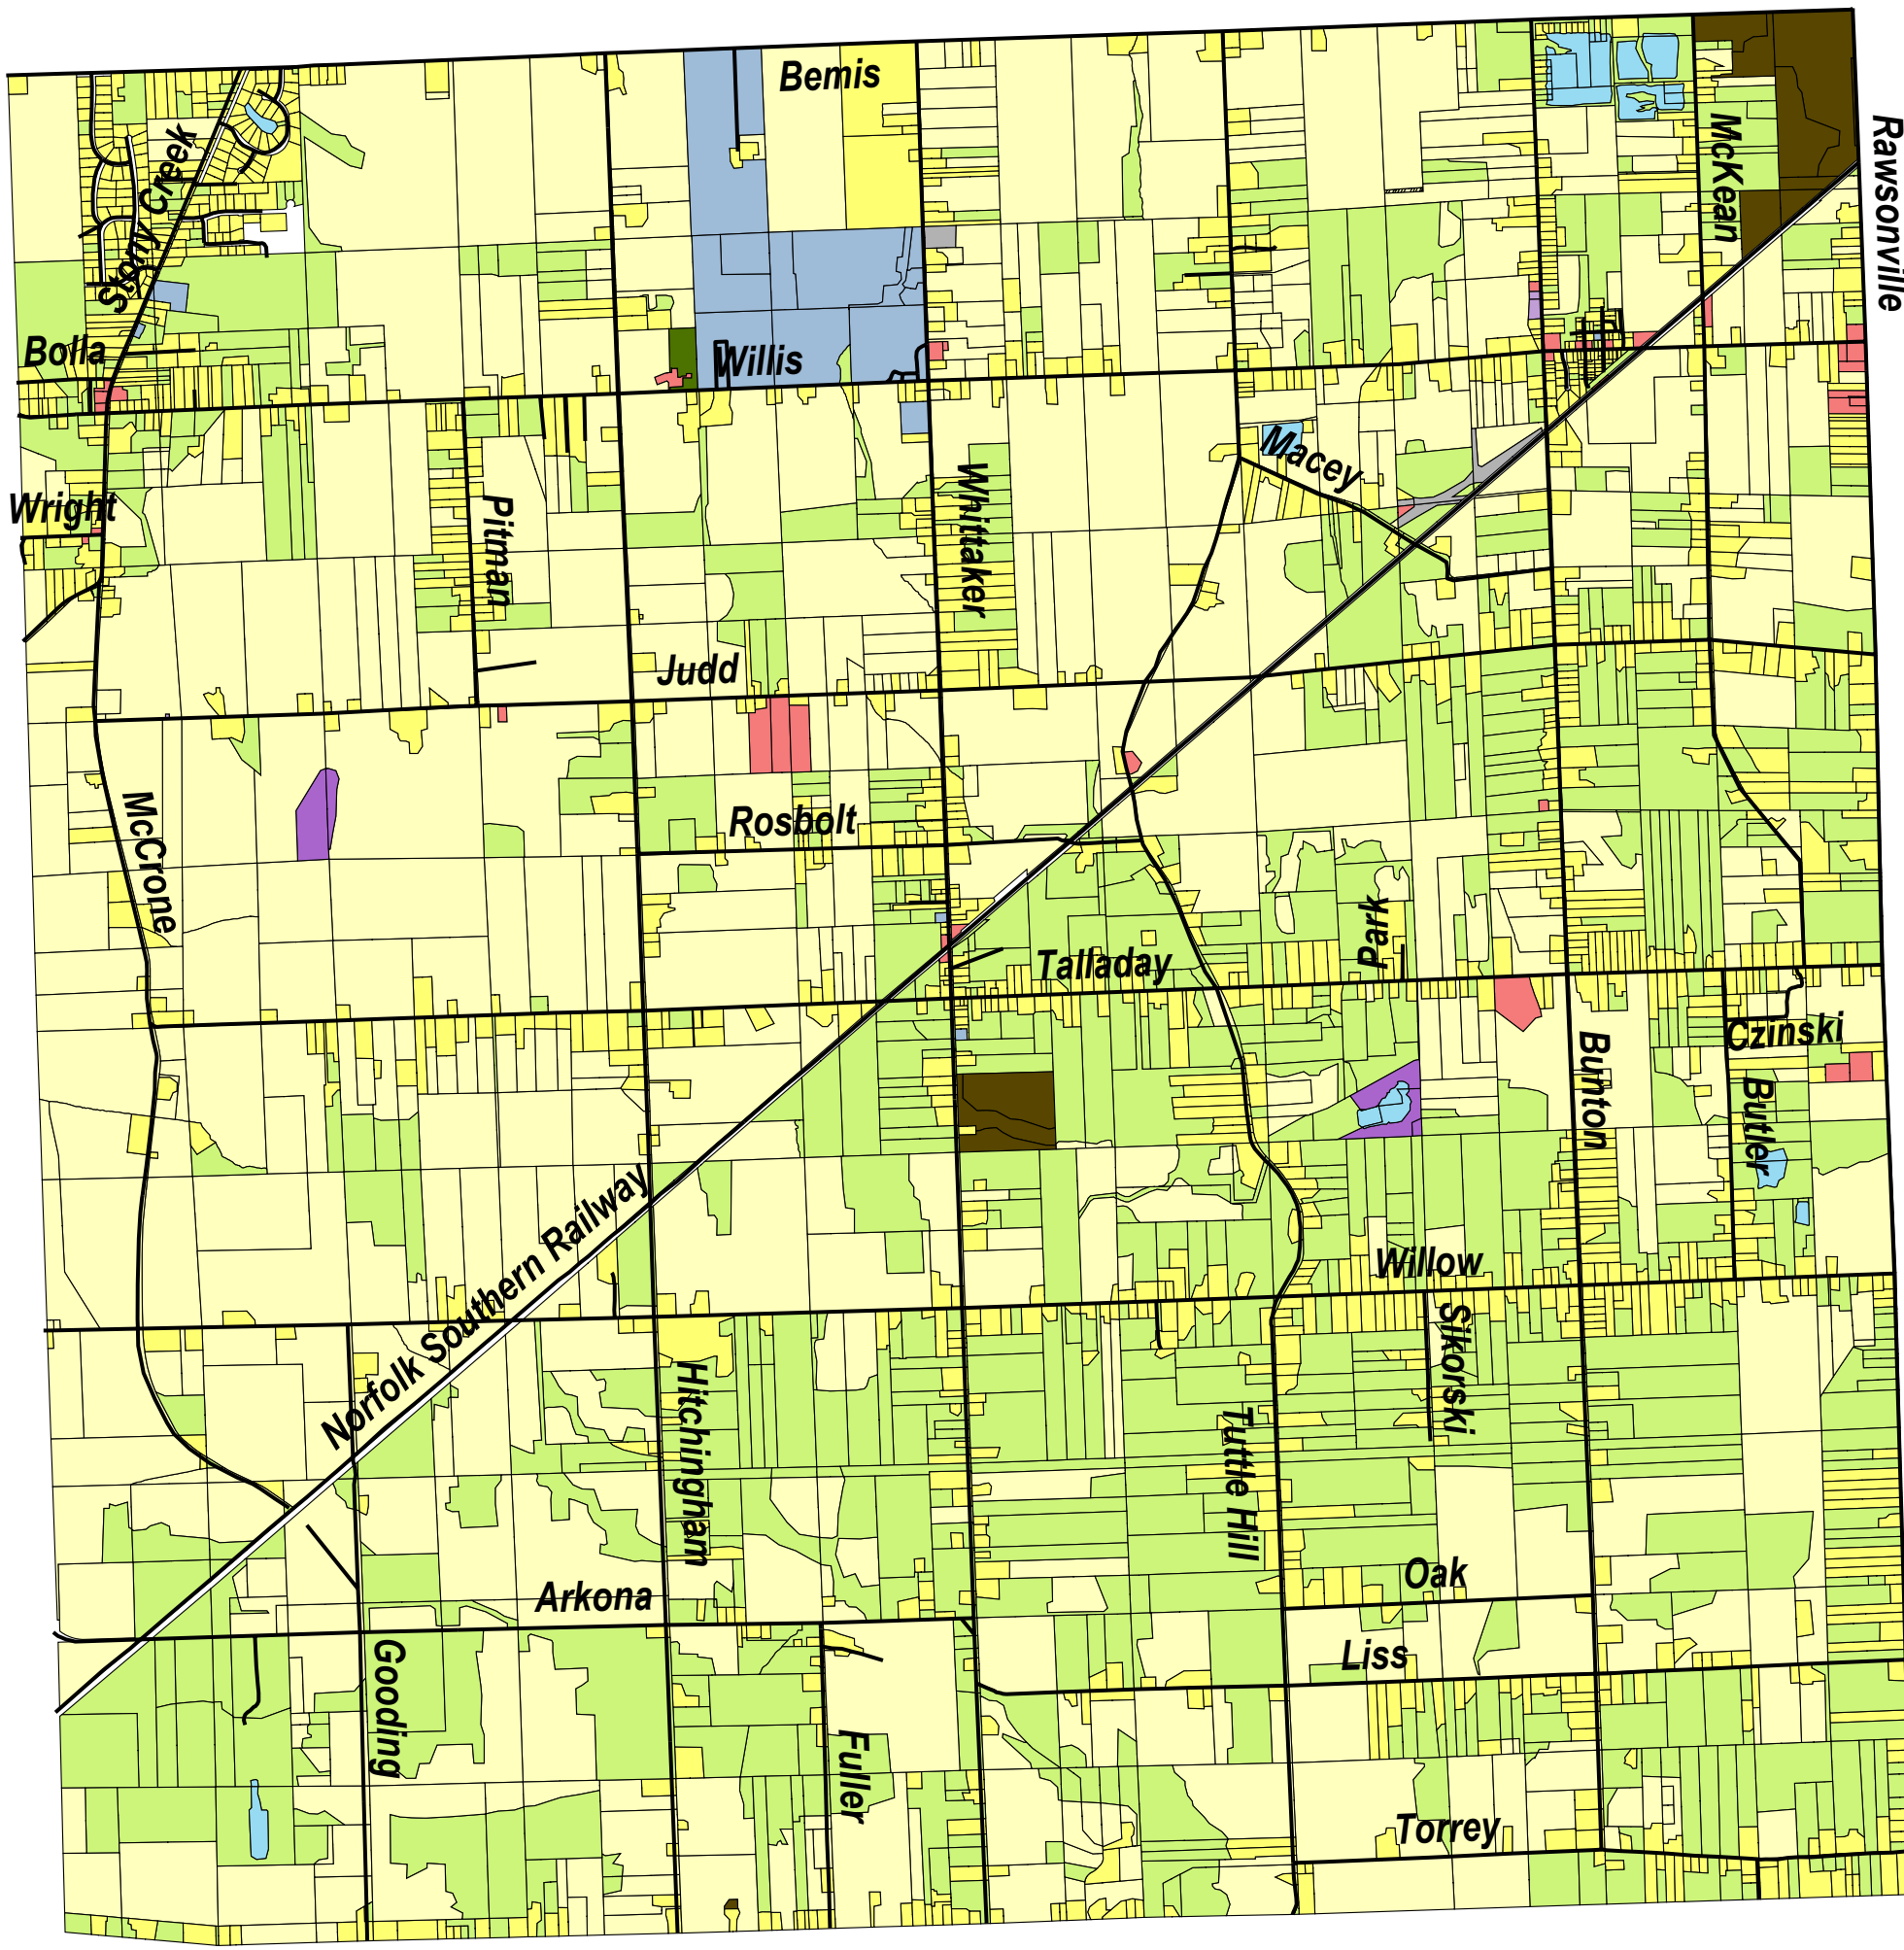 Bemis
Rawsonville
McKean
Stony Creek
Bolla
Willis
Macey
Wright
Pitman
Whittaker
Judd
McCrone
Rosbolt
Park
Talladay
Czinski
Bunton
Butler
Norfolk Southern Railway
Willow
Sikorski
Hitchingham
Tuttle Hill
Oak
Arkona
Liss
Gooding
Fuller
Torrey